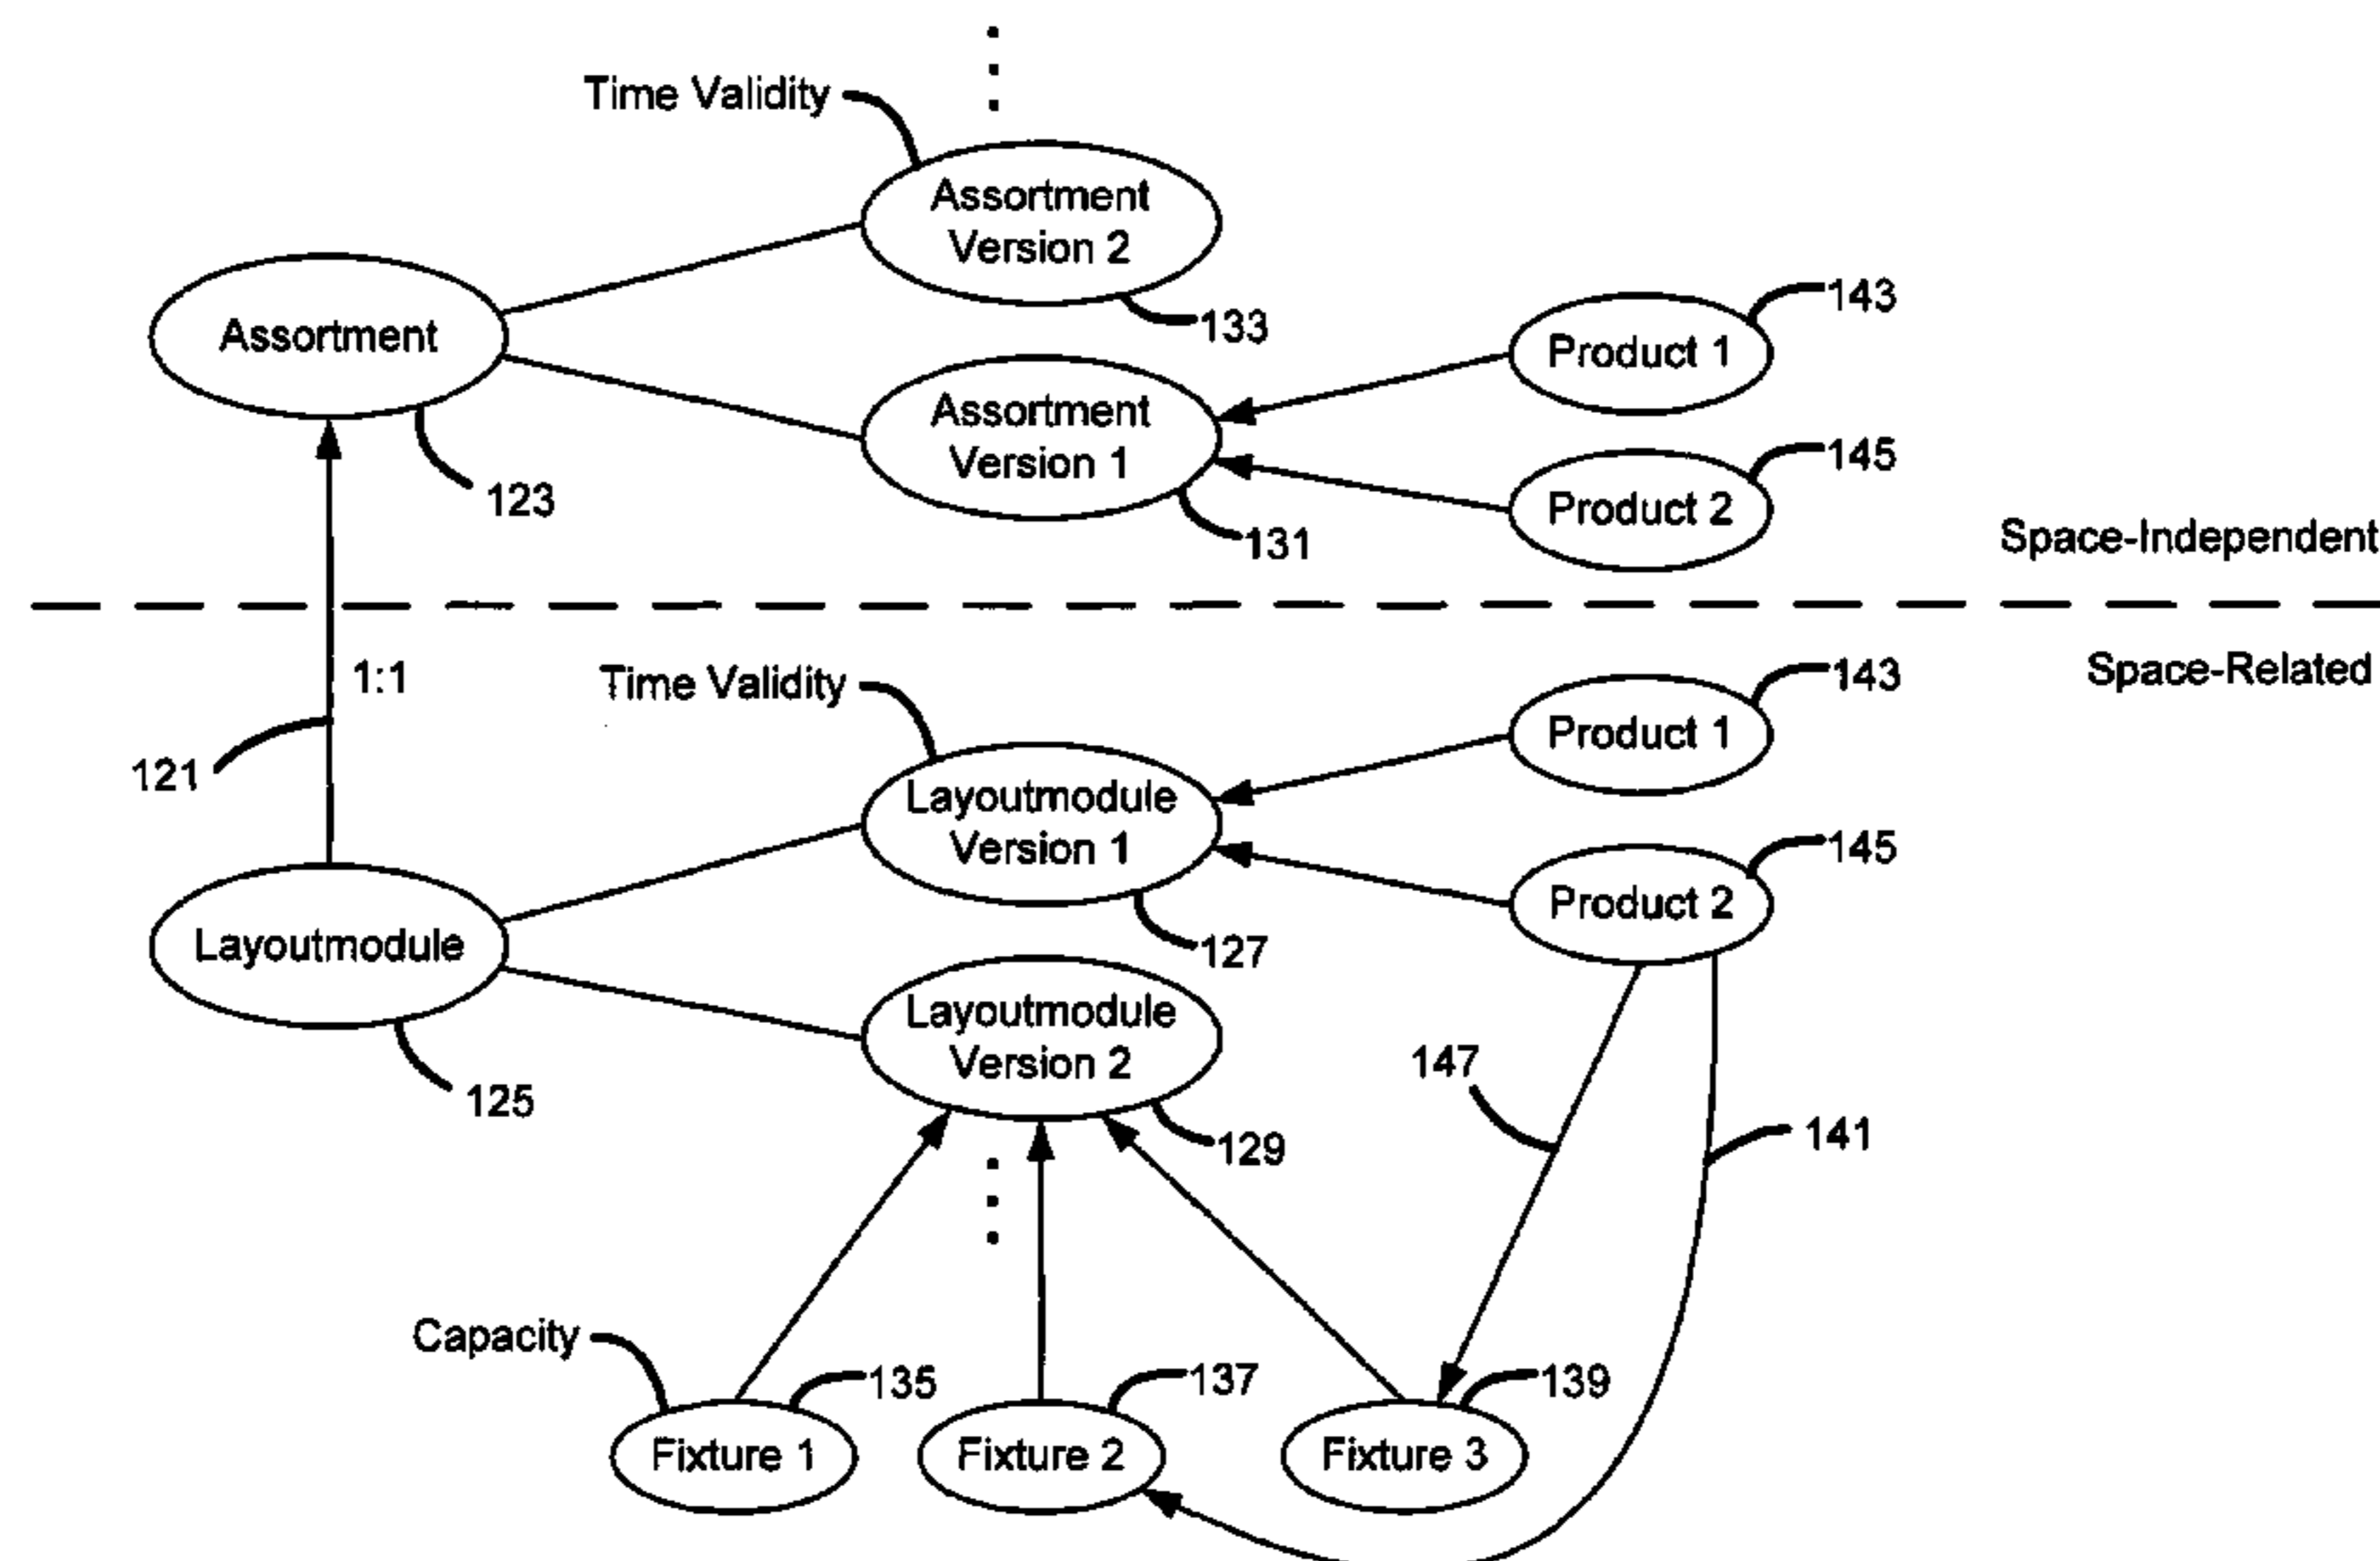 Time Validity
Assortment
Version 2
133
Assortment
123
Assortment
Version 1
131
Product 1
143
Product 2
145
Space-Independent
Space-Related
1:1
121
Time Validity
Layoutmodule
Version 1
127
Product 1
143
Product 2
145
Layoutmodule
125
Layoutmodule
Version 2
129
147
141
Capacity
135
137
139
Fixture 1
Fixture 2
Fixture 3